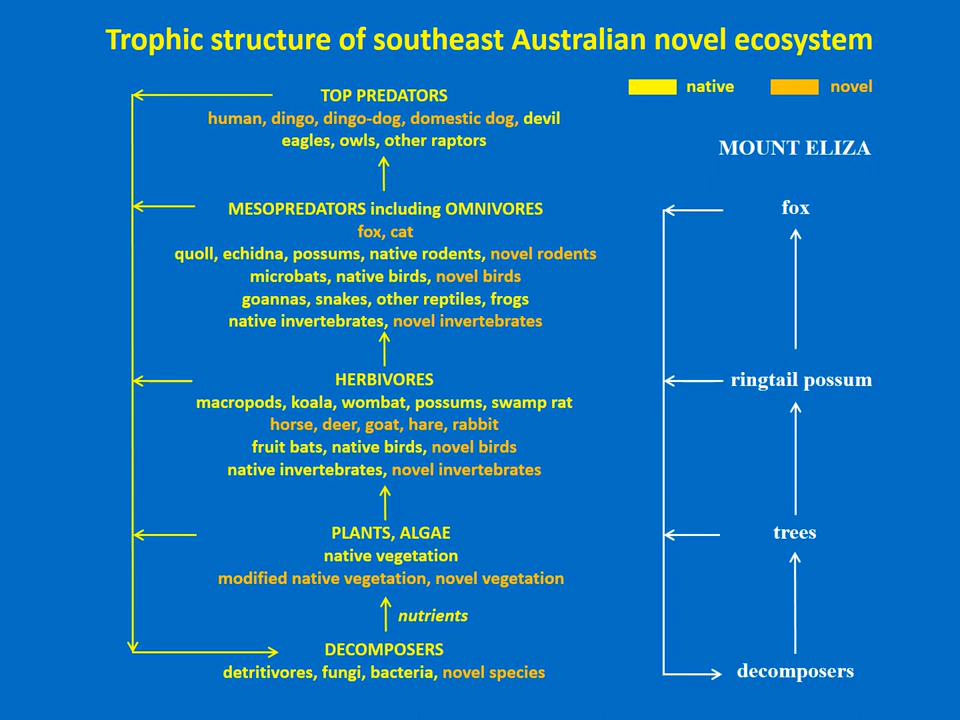 Trophic structure of southeast Australian novel ecosystem
native
novel
TOP PREDATORS
human, dingo, dingo-dog, domestic dog, devil
eagles, owls, other raptors
MESOPREDATORS including OMNIVORES
fox, cat
quoll, echidna, possums, native rodents, novel rodents
microbats, native birds, novel birds
goannas, snakes, other reptiles, frogs
native invertebrates, novel invertebrates
HERBIVORES
macropods, koala, wombat, possums, swamp rat
horse, deer, goat, hare, rabbit
fruit bats, native birds, novel birds
native invertebrates, novel invertebrates
PLANTS, ALGAE
native vegetation
modified native vegetation, novel vegetation
nutrients
DECOMPOSERS
detritivores, fungi, bacteria, novel species
MOUNT ELIZA
fox
ringtail possum
trees
decomposers